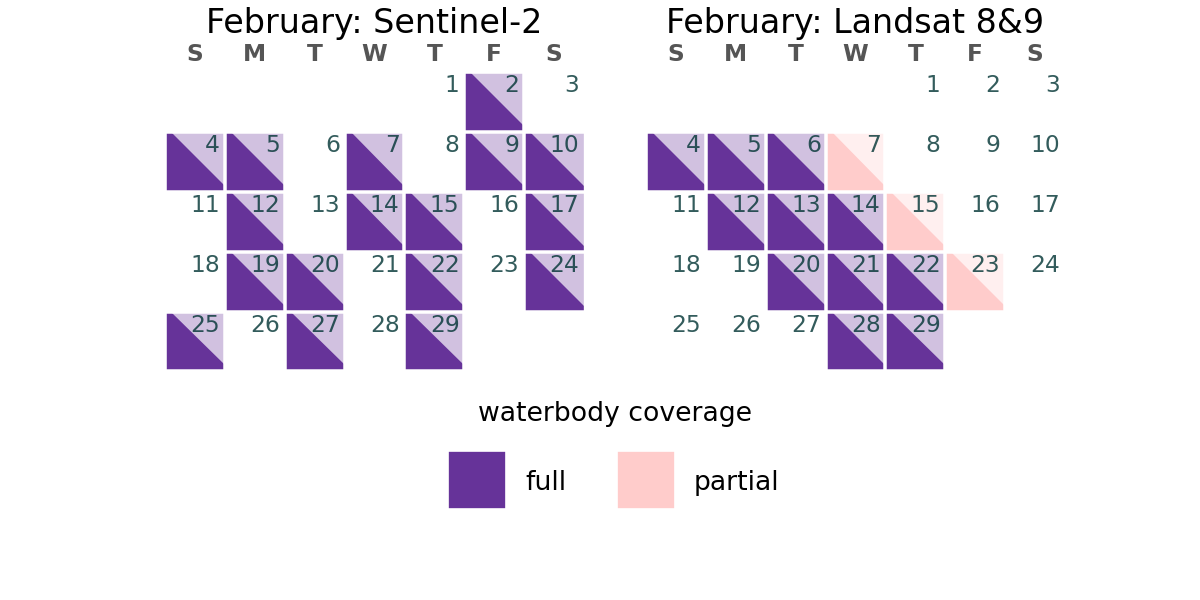 February: Sentinel-2
S M T W T F S
1 2 3
4 5 6 7 8 9 10
11 12 13 14 15 16 17
18 19 20 21 22 23 24
25 26 27 28 29
February: Landsat 8&9
S M T W T F S
1 2 3
4 5 6 7 8 9 10
11 12 13 14 15 16 17
18 19 20 21 22 23 24
25 26 27 28 29
waterbody coverage
full partial